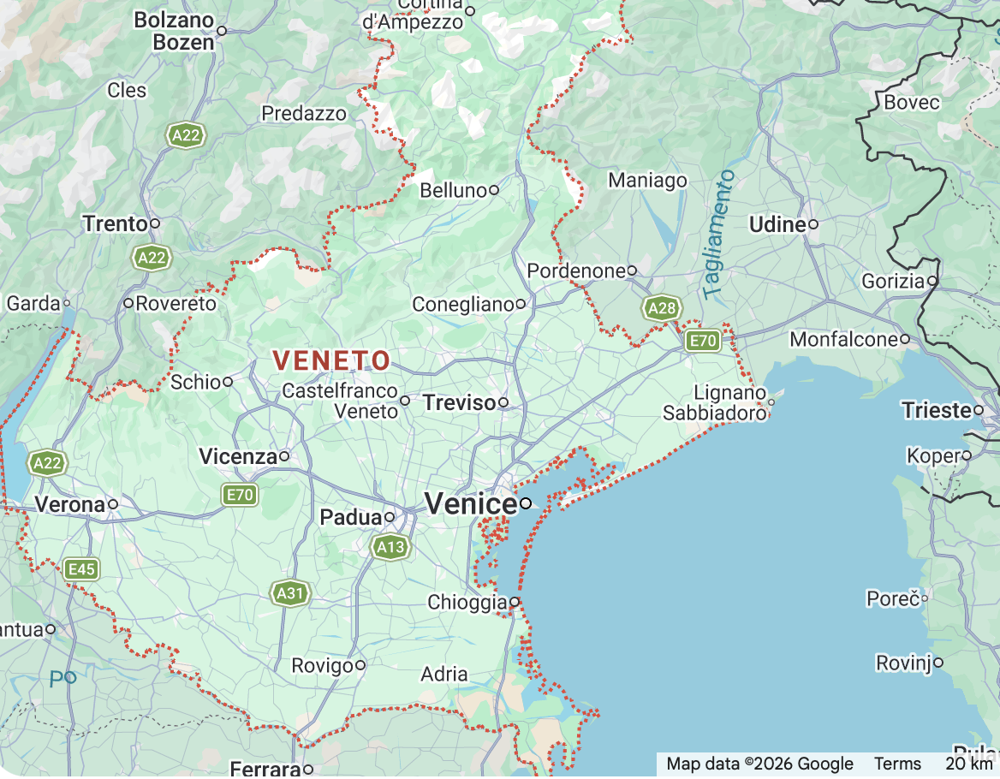 Cortina
d'Ampezzo
Bolzano
Bozen
Cles
Predazzo
Bovec
A22
Belluno
Maniago
Tagliamento
Trento
Udine
A22
Pordenone
Gorizia
Garda
Rovereto
Conegliano
A28
E70
Monfalcone
VENETO
Schio
Castelfranco
Veneto
Treviso
Lignano
Sabbiadoro
Trieste
Vicenza
Koper
A22
E70
Verona
Padua
Venice
A13
E45
A31
Chioggia
Poreč
antua
Rovigo
Adria
Rovinj
Po
Ferrara
Map data ©2026 Google
Terms
20 km